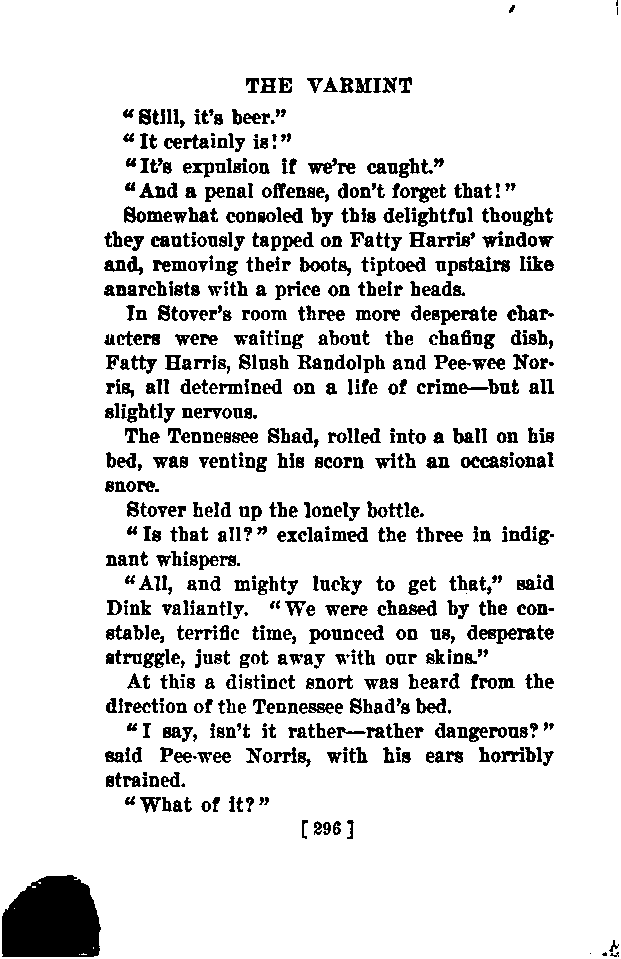 THE VARMINT
"Still, it's beer."
"It certainly is!"
"It's expulsion if we're caught."
"And a penal offense, don't forget that!"
Somewhat consoled by this delightful thought
they cautiously tapped on Fatty Harris' window
and, removing their boots, tiptoed upstairs like
anarchists with a price on their heads.
In Stover's room three more desperate char-
acters were waiting about the chafing dish,
Fatty Harris, Slush Randolph and Pee-wee Nor-
ris, all determined on a life of crime—but all
slightly nervous.
The Tennessee Shad, rolled into a ball on his
bed, was venting his scorn with an occasional
snore.
Stover held up the lonely bottle.
"Is that all?" exclaimed the three in indig-
nant whispers.
"All, and mighty lucky to get that," said
Dink valiantly. "We were chased by the con-
stable, terrific time, pounced on us, desperate
struggle, just got away with our skins."
At this a distinct snort was heard from the
direction of the Tennessee Shad's bed.
"I say, isn't it rather—rather dangerous?"
said Pee-wee Norris, with his ears horribly
strained.
"What of it?"
[296]